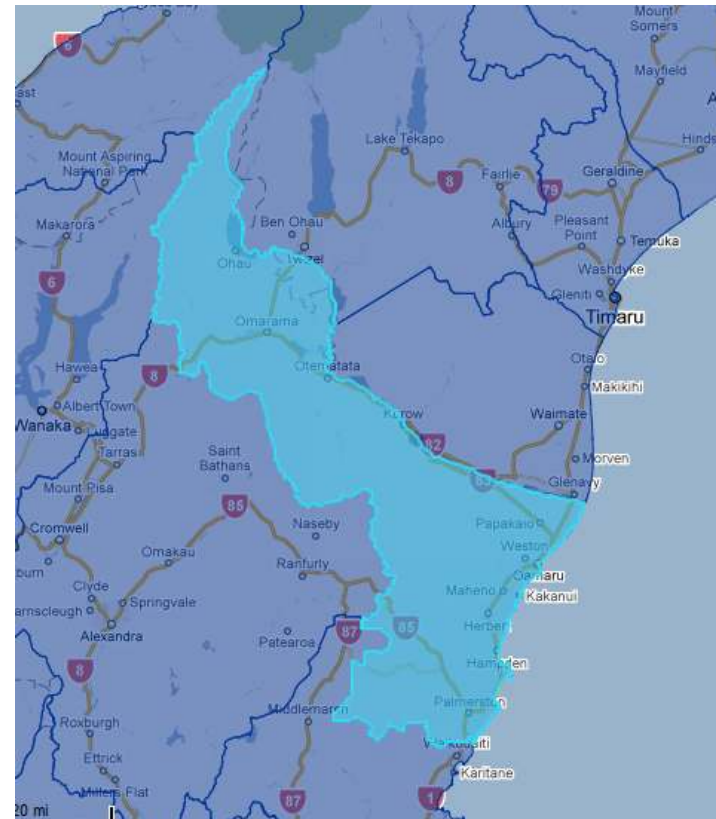 Mount
Somers
6
Mayfield
Lake Tekapo
Hinds
Mount Aspiring
National Park
8
Fairlie
79
Geraldine
Ben Ohau
Albury
Pleasant
Point
Makarora
Temuka
Ohau
Twizel
Washdyke
6
Gleniti
Timaru
Omarama
Otaio
Hawea
8
Otematata
Makikihi
Albert Town
Wanaka
Kurow
Waimate
Luggate
82
Tarras
Saint
Bathans
Morven
83
Glenavy
Mount Pisa
85
Naseby
Papakaio
Cromwell
Omakau
Weston
Ranfurly
Oamaru
Clyde
Maheno
Kakanui
Springvale
Herbert
Alexandra
87
85
Patearoa
Hampden
8
Middlemarch
Palmerston
Roxburgh
Waikouaiti
Ettrick
Karitane
Millers Flat
87
1
20 mi